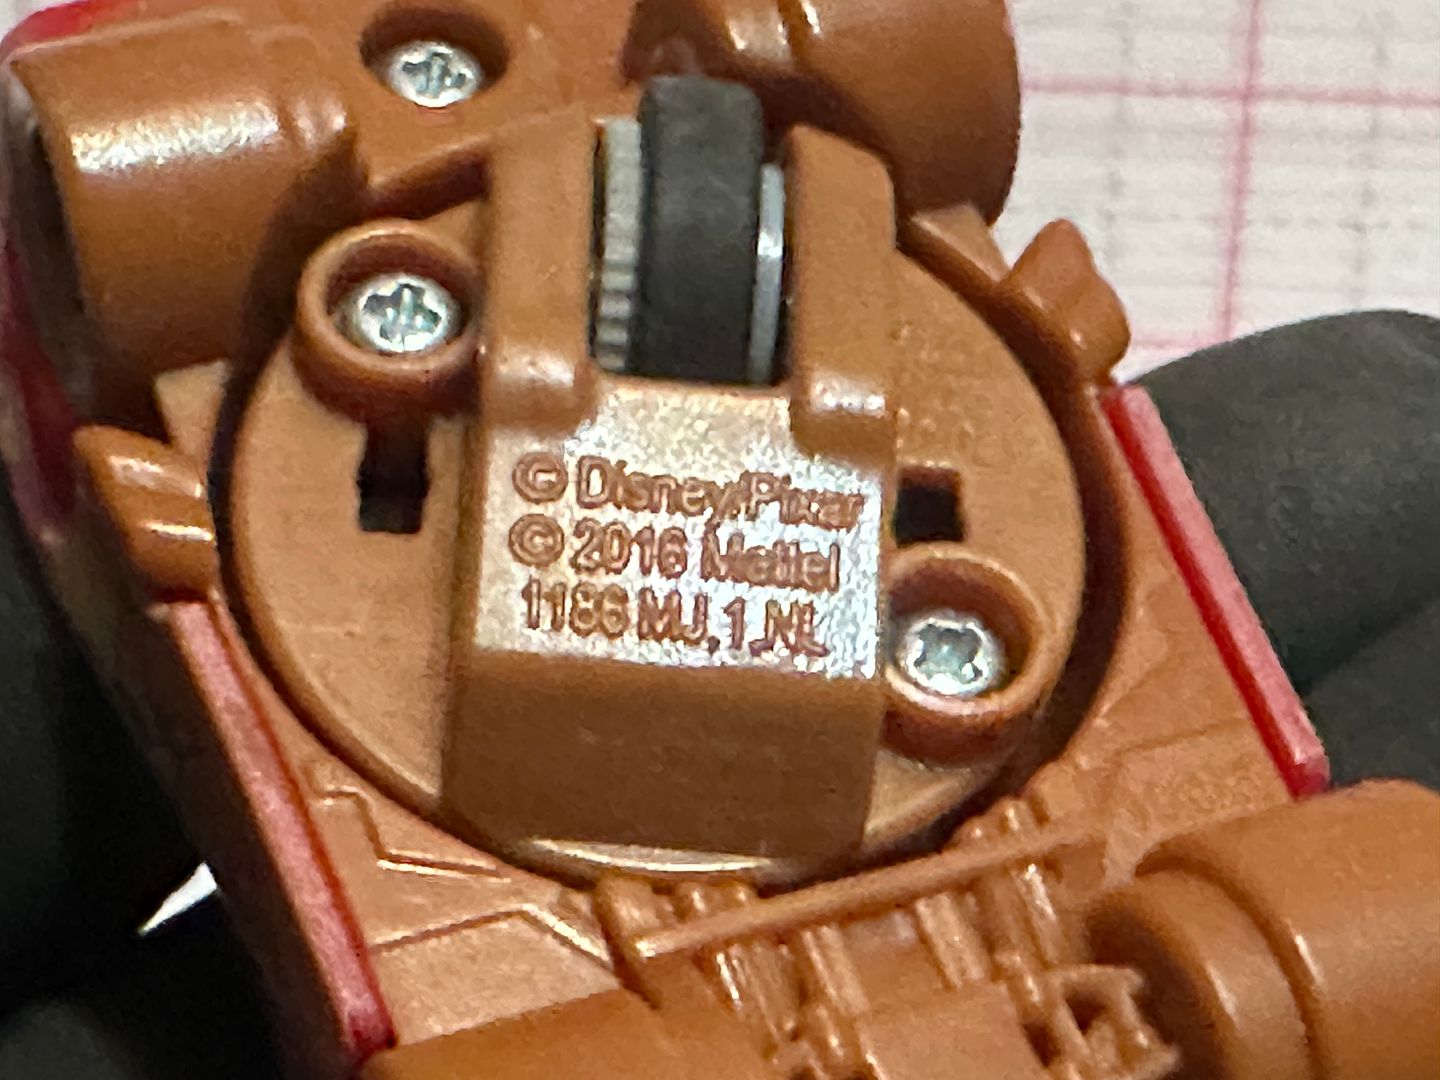 © Disney/Pixar
© 2016 Mattel
1186 MJ,1,NL